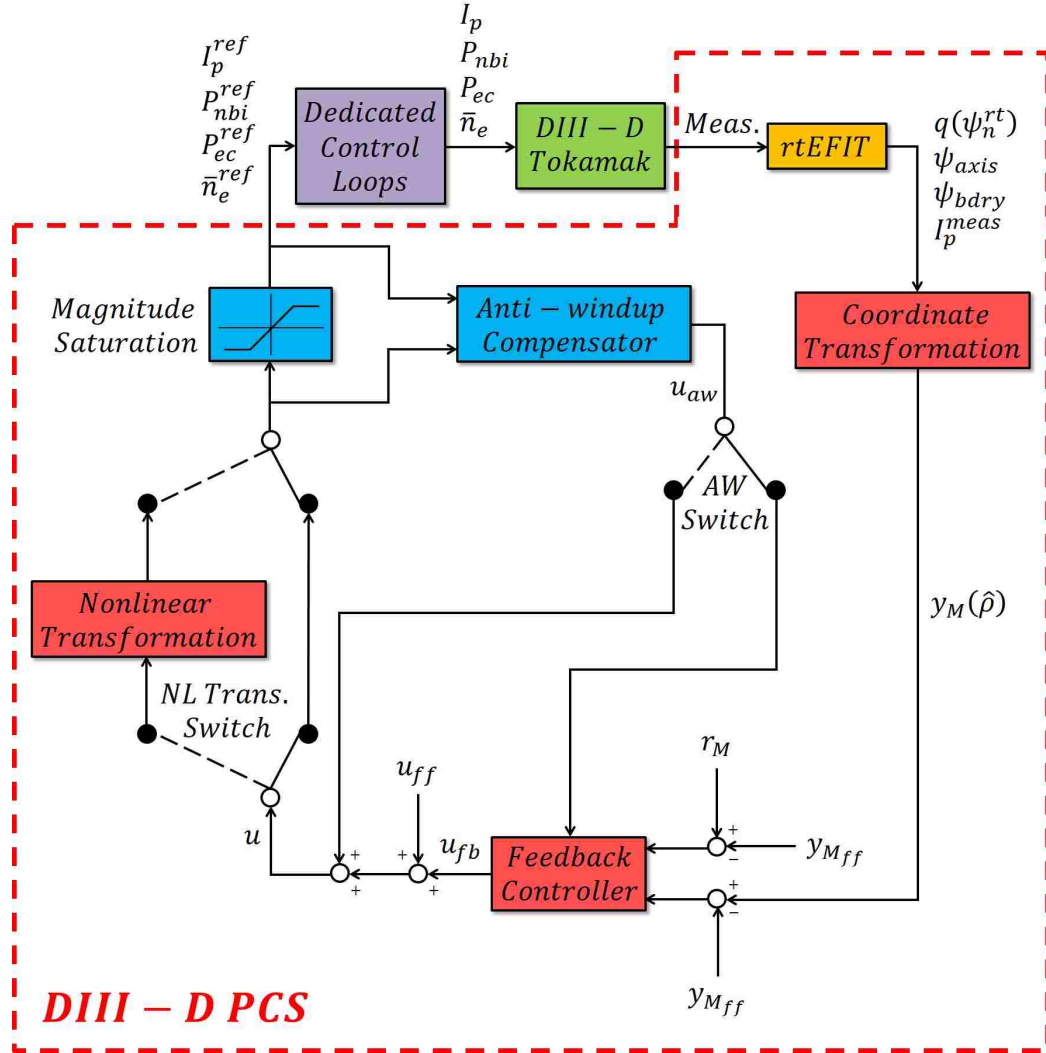 I_p^{ref}
P_{nbi}^{ref}
P_{ec}^{ref}
n̄_e^{ref}
Dedicated
Control
Loops
I_p
P_{nbi}
P_{ec}
n̄_e
DIII − D
Tokamak
Meas.
rtEFIT
q(ψ_n^{rt})
ψ_{axis}
ψ_{bdry}
I_p^{meas}
Magnitude
Saturation
Anti − windup
Compensator
Coordinate
Transformation
u_{aw}
AW
Switch
Nonlinear
Transformation
y_M(ρ̂)
NL Trans.
Switch
r_M
u_{ff}
u
u_{fb}
+
+
+
+
Feedback
Controller
+
−
y_{M_{ff}}
+
−
y_{M_{ff}}
DIII − D PCS